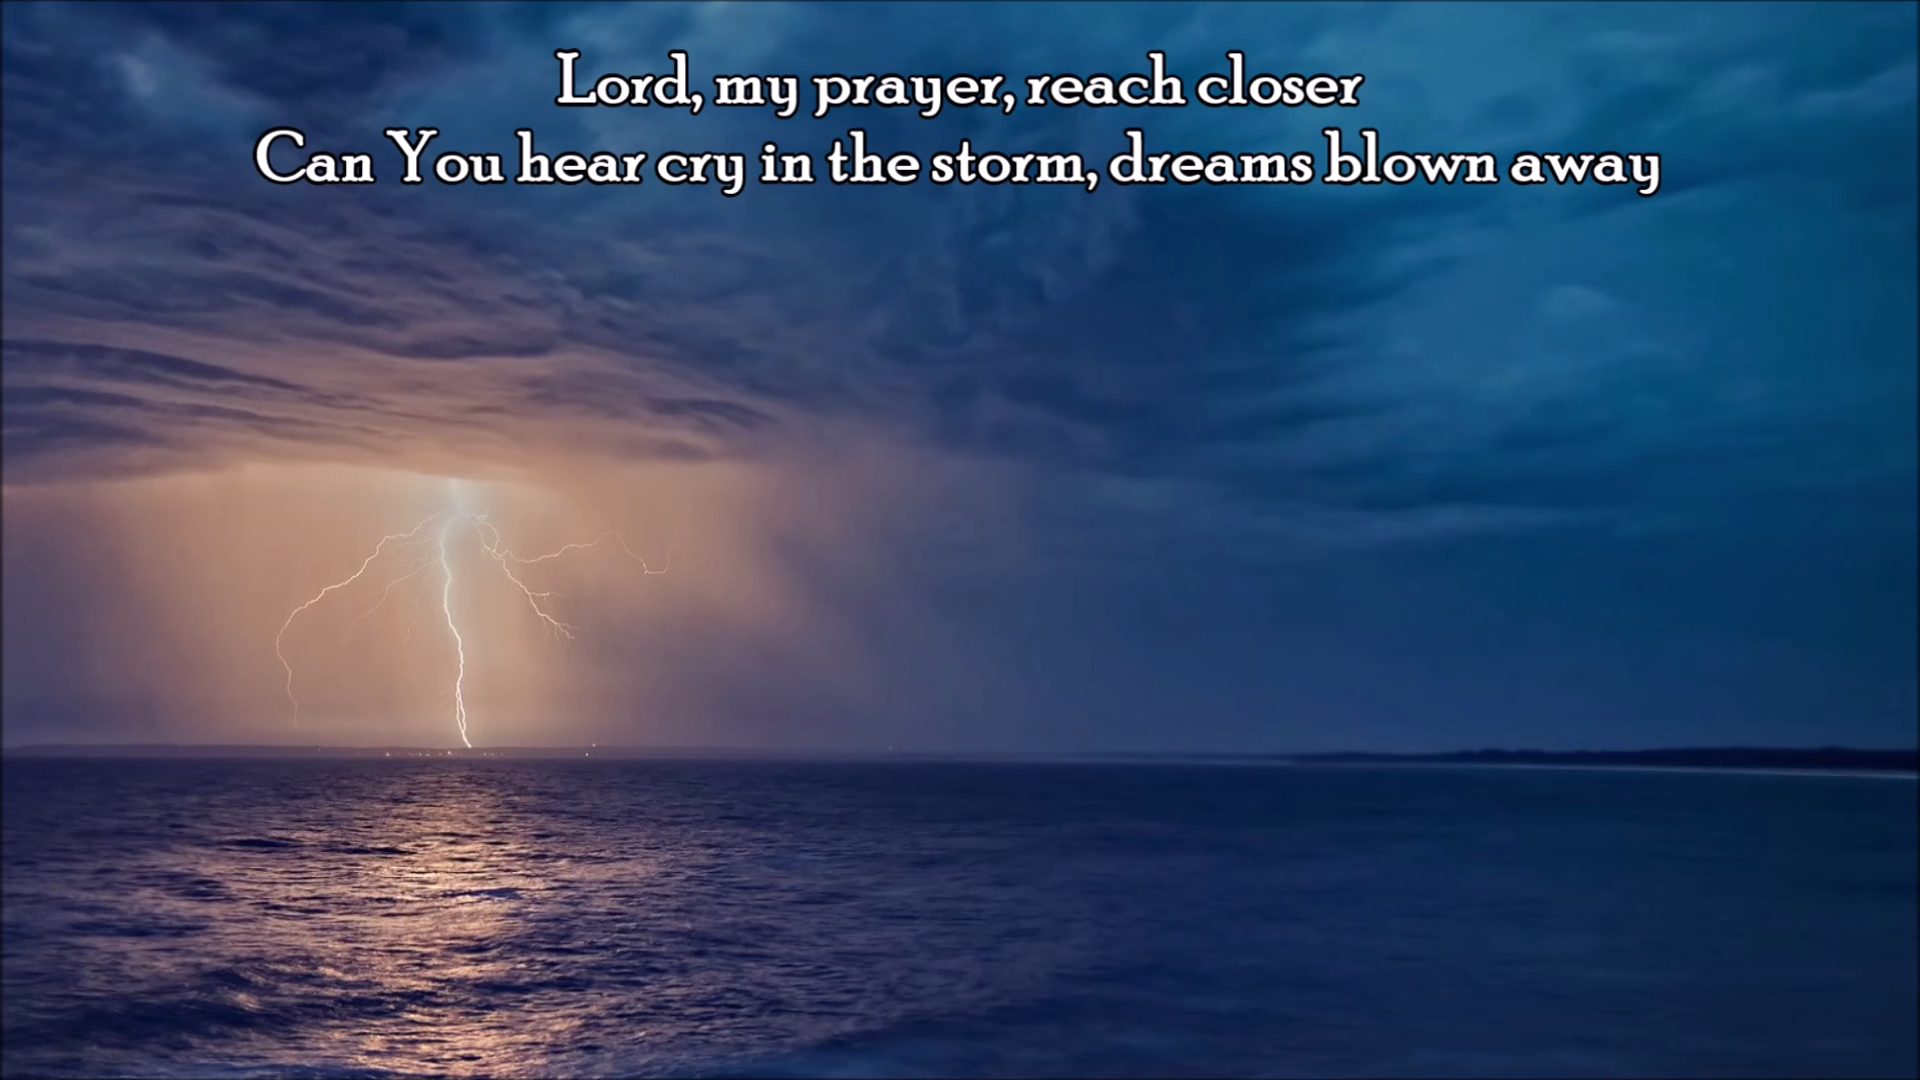 Lord, my prayer, reach closer
Can You hear cry in the storm, dreams blown away